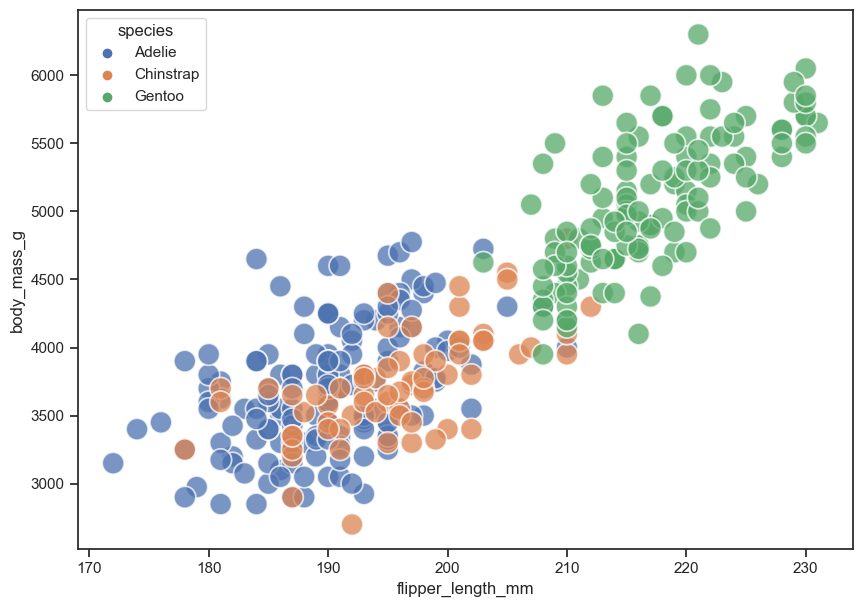 species
Adelie
Chinstrap
Gentoo
6000
5500
5000
4500
4000
3500
3000
body_mass_g
170 180 190 200 210 220 230
flipper_length_mm